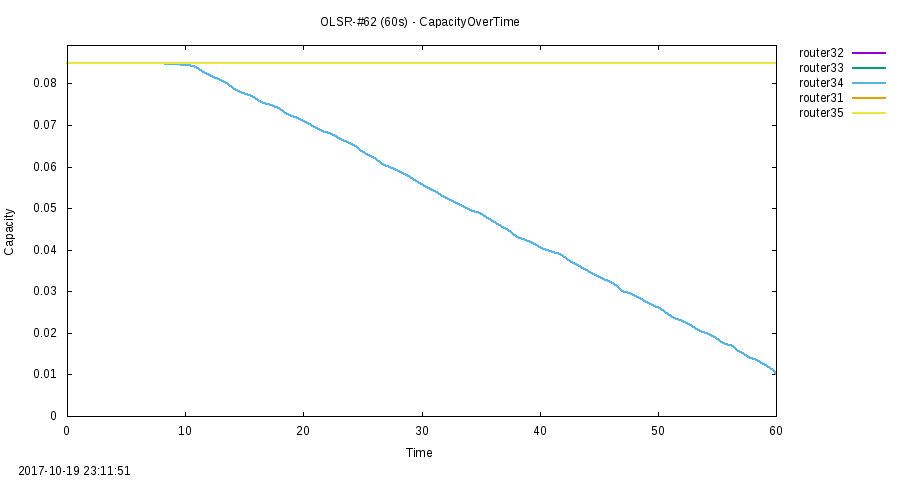 OLSR-#62 (60s) - CapacityOverTime
router32
router33
router34
router31
router35
0.08
0.07
0.06
0.05
0.04
0.03
0.02
0.01
0
Capacity
0 10 20 30 40 50 60
Time
2017-10-19 23:11:51